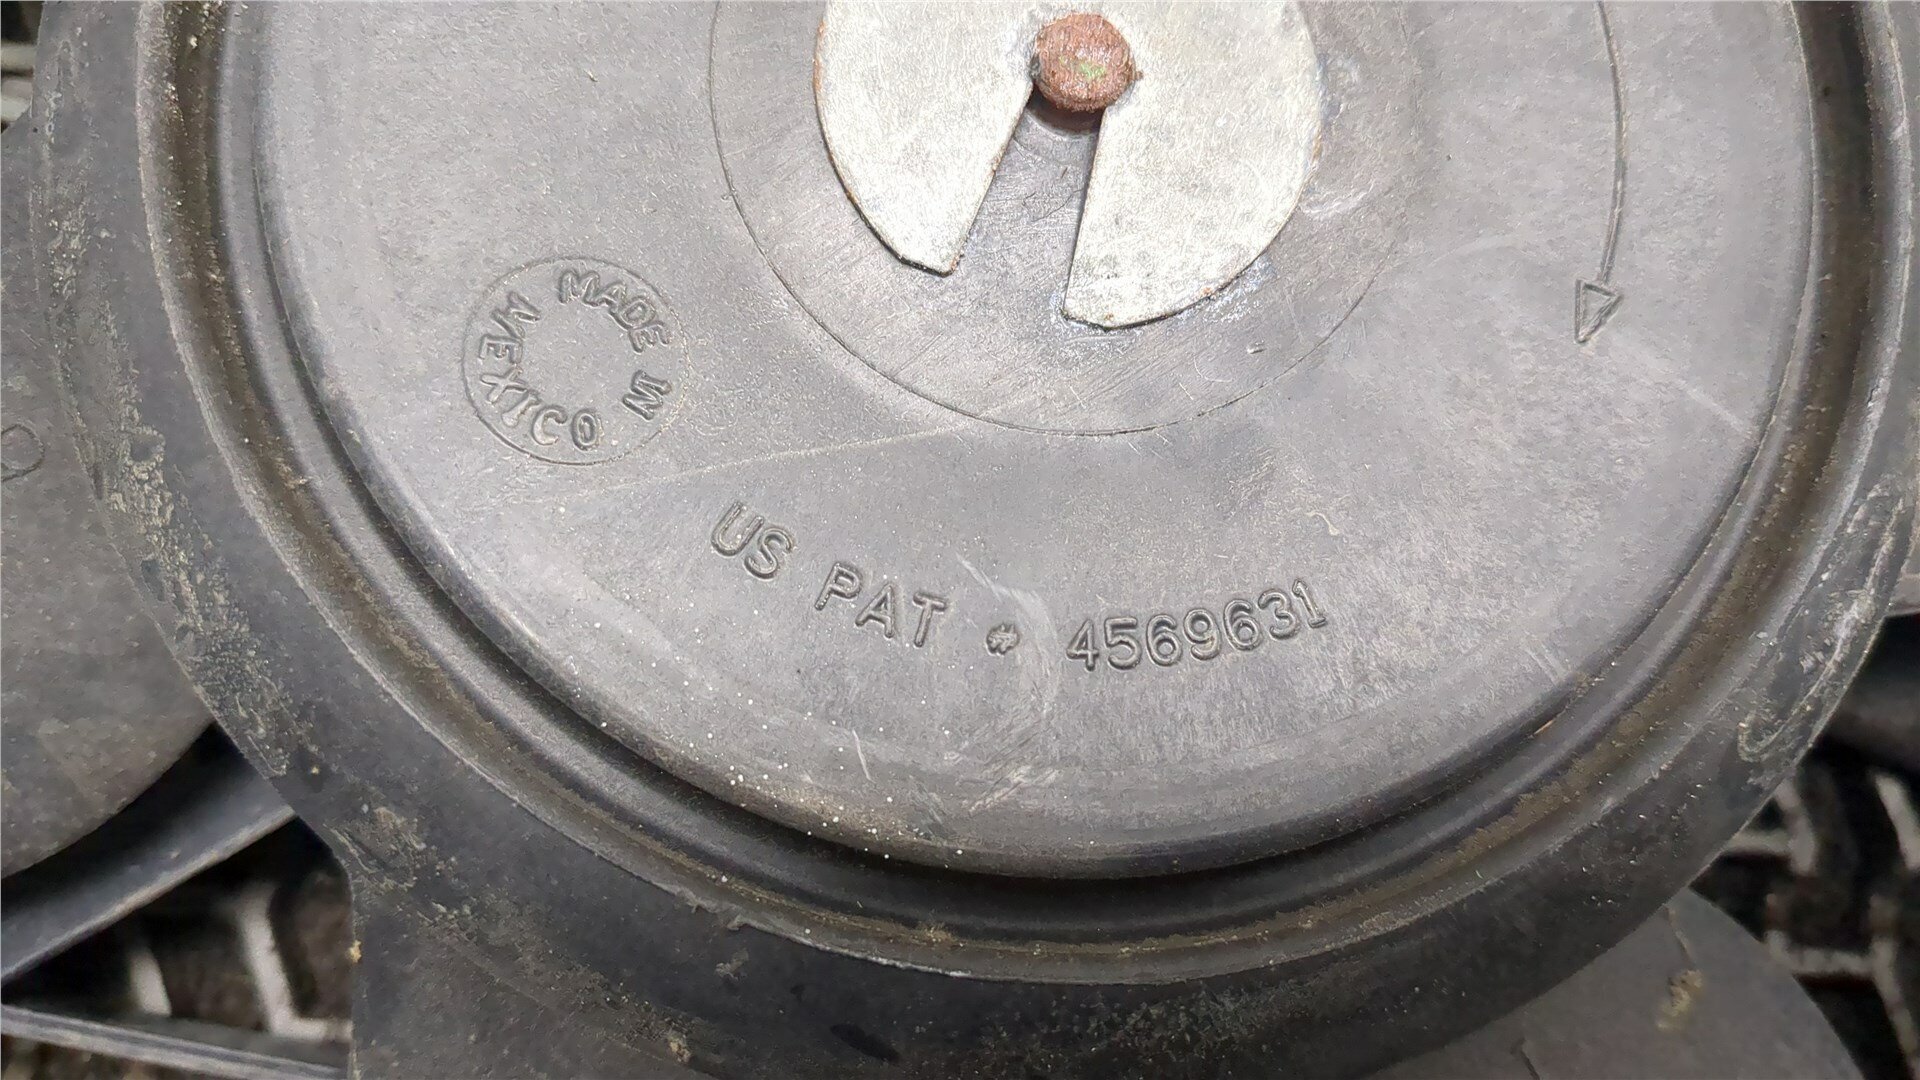 MADE IN
MEXICO
US PAT # 4569631